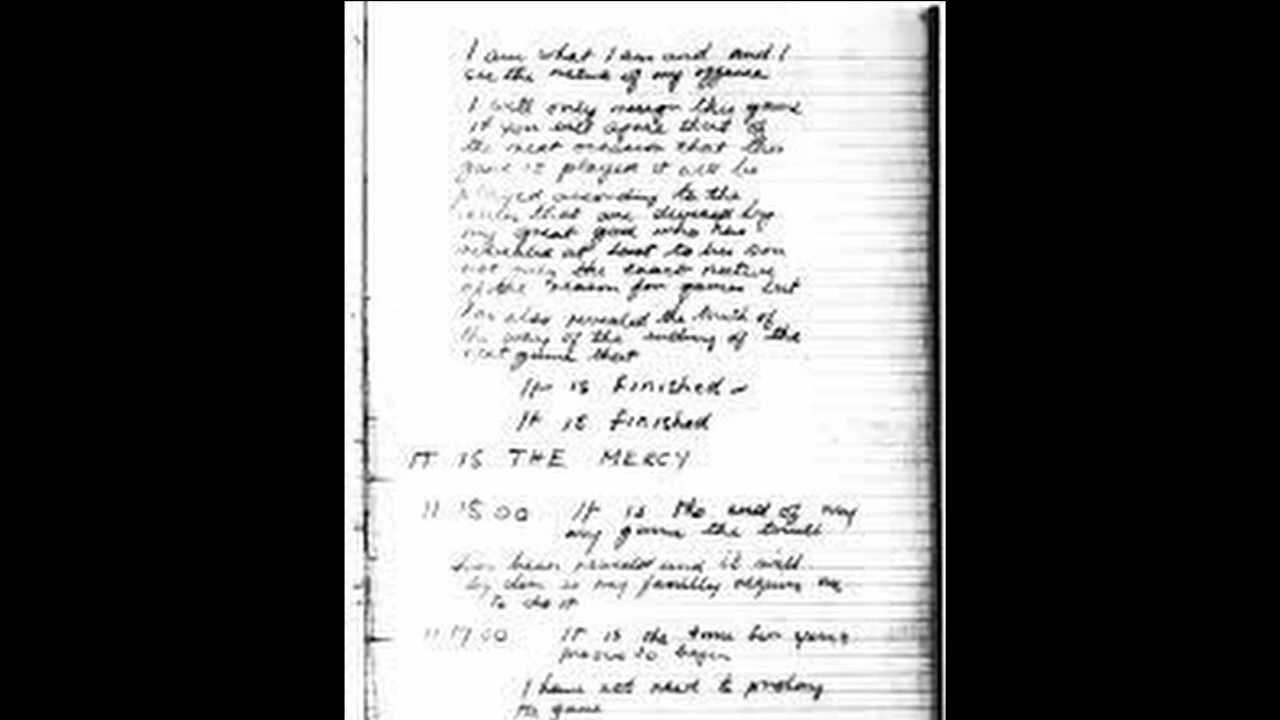 I am what I am and and I
see the nature of my offence
I will only resign this game
if you will agree that of
the next occasion that this
game is played it will be
played according to the
rules that are devised by
my great god who has
revealed at last to his son
not only the exact nature
of the reason for games but
has also revealed the truth of
the way of the ending of the
next game that
It is finished -
It is finished
IT IS THE MERCY
11 15 00 It is the end of my
my game the truth
has been revealed and it will
as my family require me
to do it
11 17 00 It is the time for your
to begin
I have not need to prolong
the game